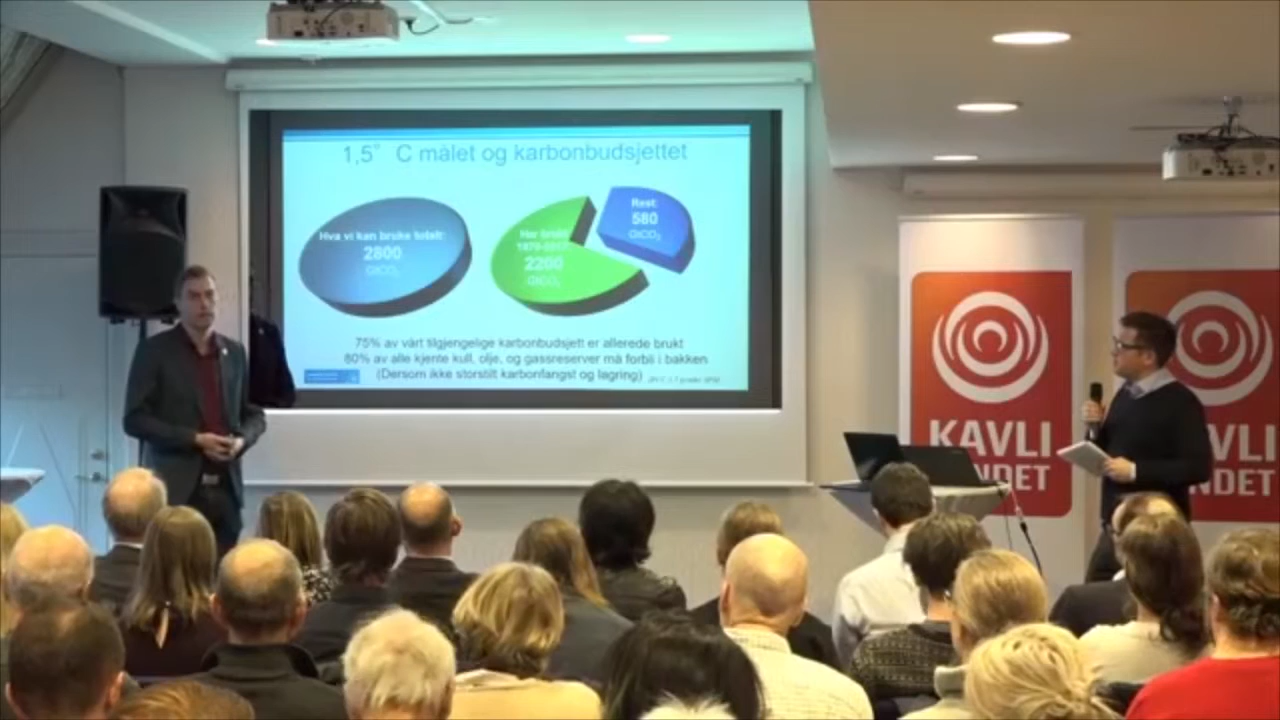 1,5° C målet og karbonbudsjettet
Hva vi kan bruke totalt:
2800
GtCO₂
Har brukt
2200
GtCO₂
Rest:
580
GtCO₂
75% av vårt tilgjengelige karbonbudsjett er allerede brukt
80% av alle kjente kull, olje, og gassreserver må forbli i bakken
(Dersom ikke storstilt karbonfangst og lagring)
KAVLI
NDET
VLI
NDET